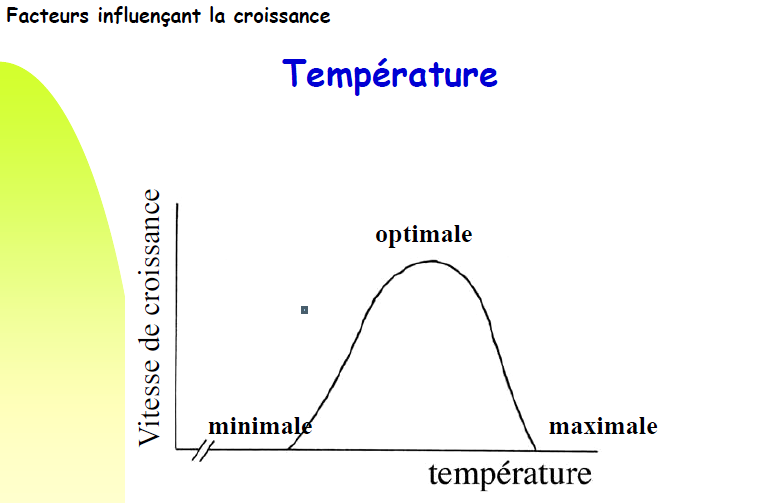 Facteurs influençant la croissance
Température
Vitesse de croissance
optimale
minimale
maximale
température